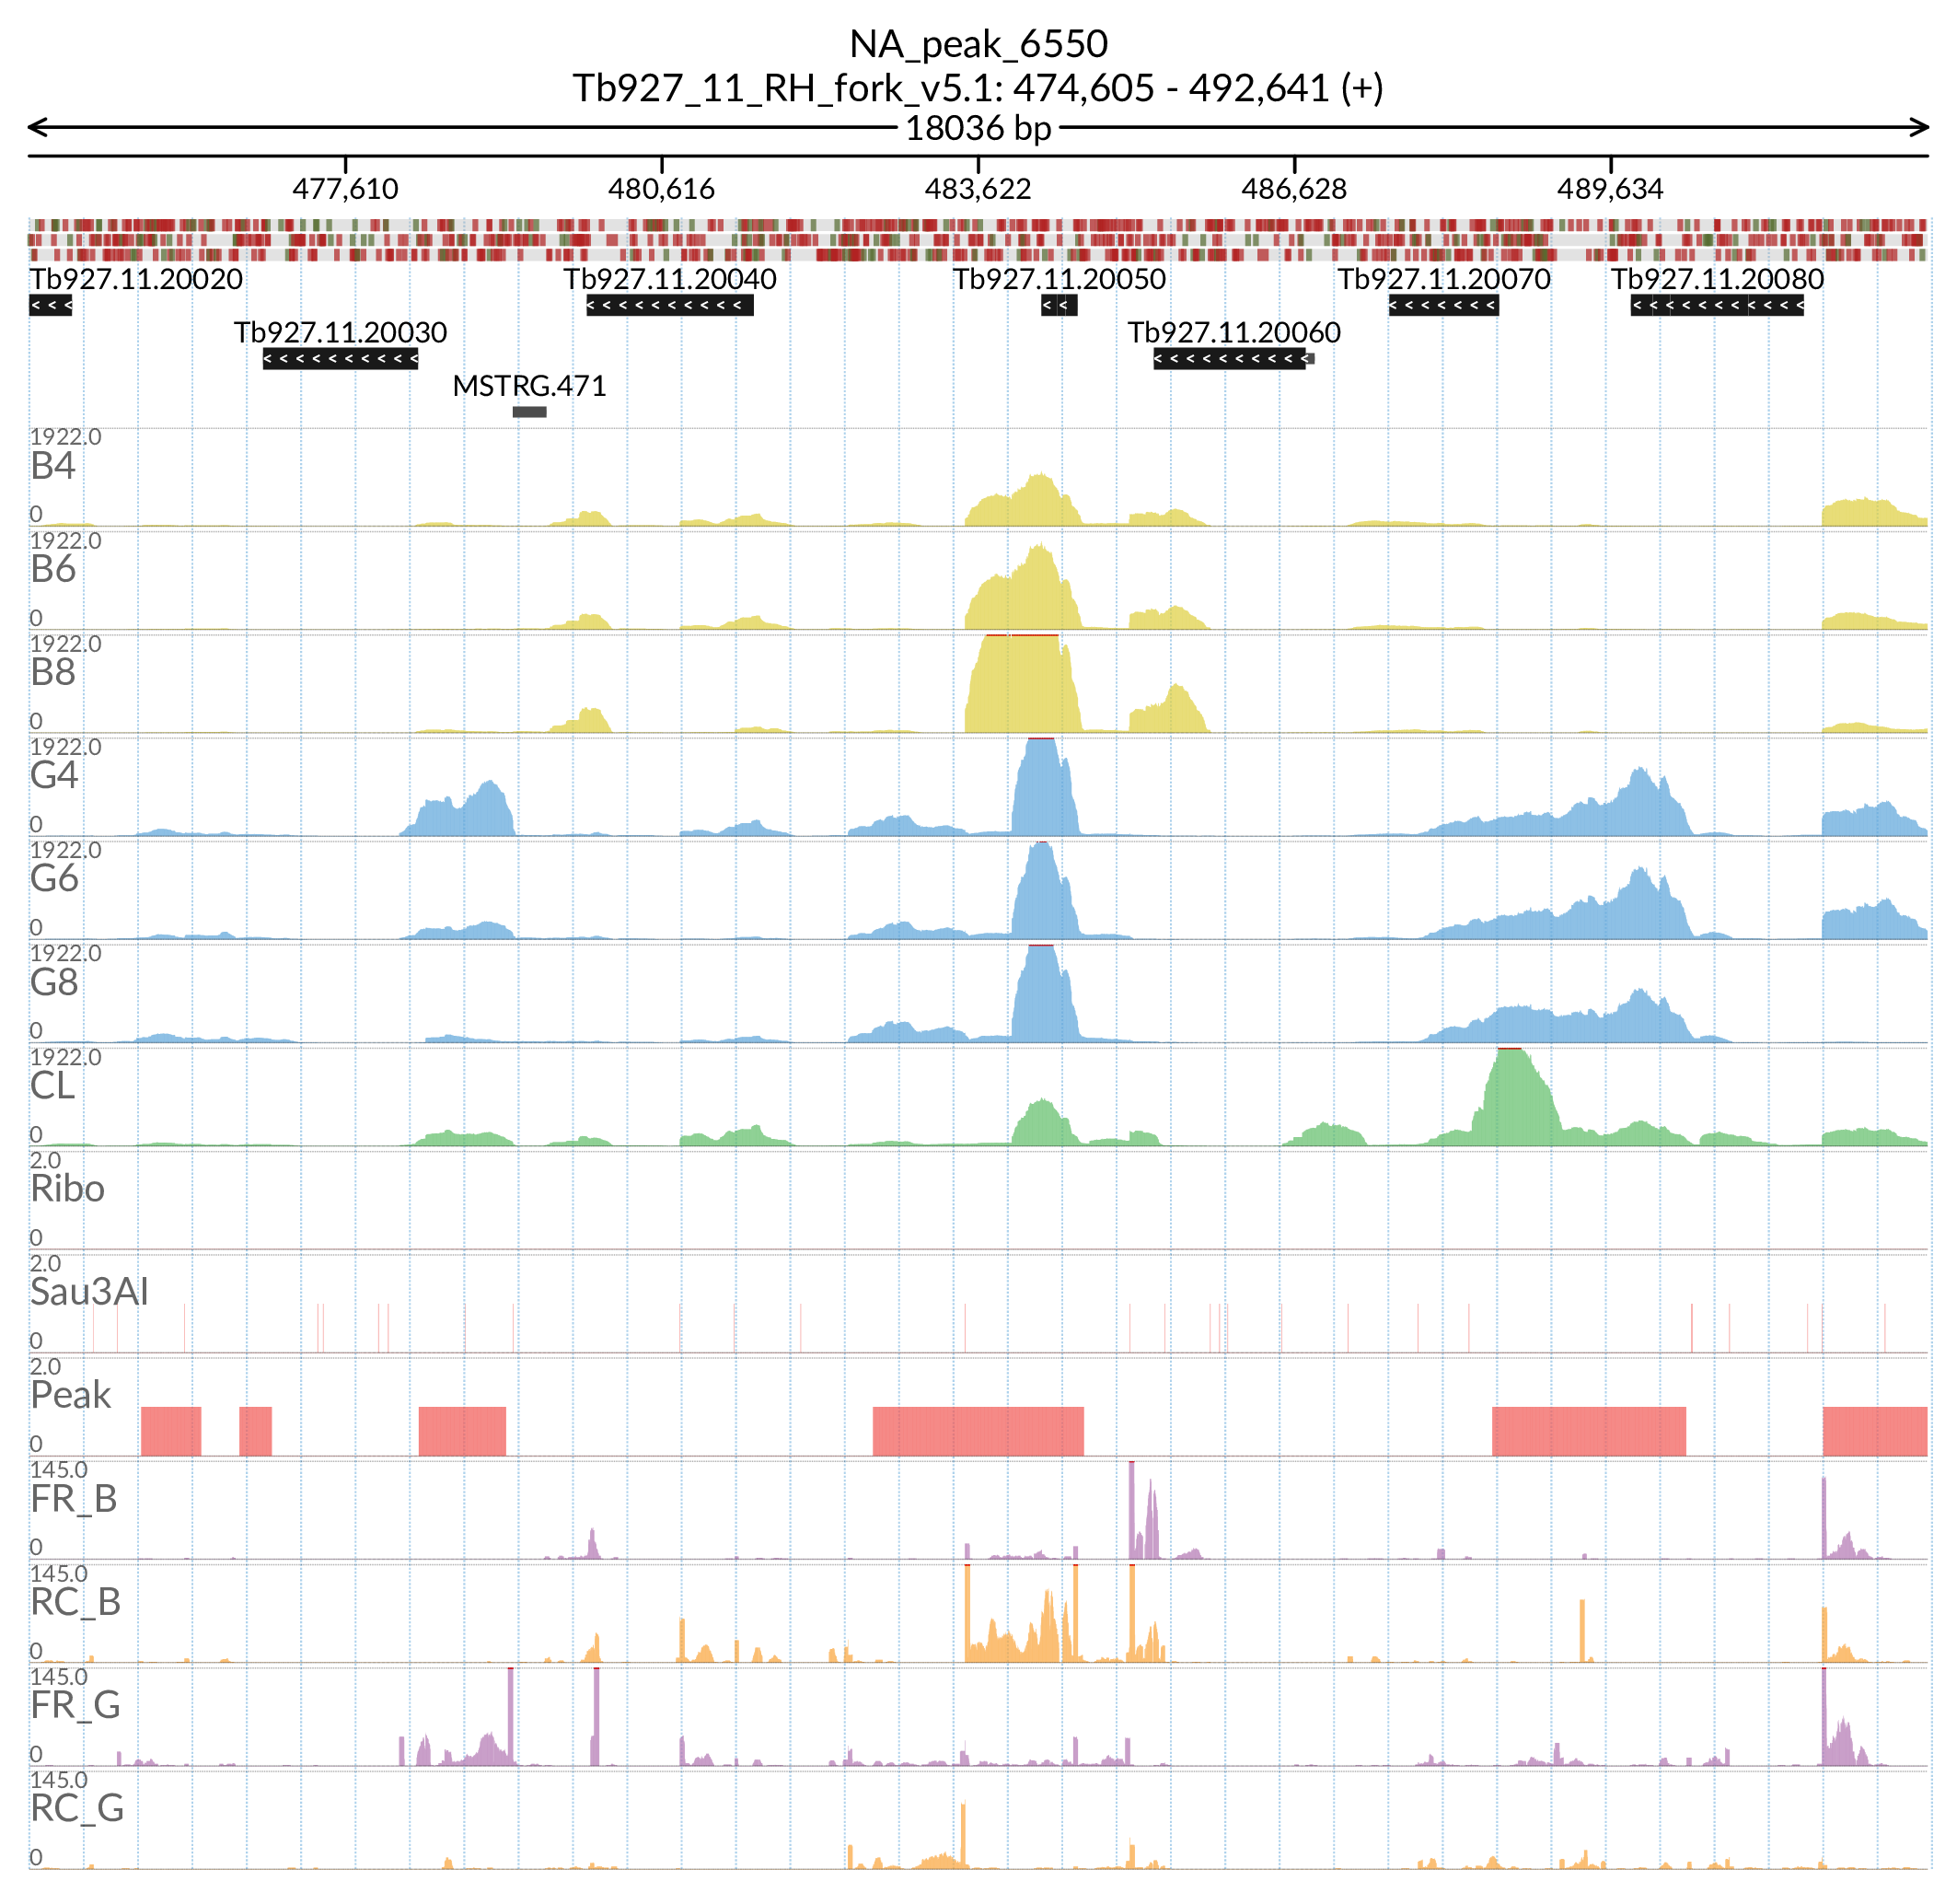 NA_peak_6550
Tb927_11_RH_fork_v5.1: 474,605 - 492,641 (+)
18036 bp
477,610 480,616 483,622 486,628 489,634
Tb927.11.20020 Tb927.11.20040 Tb927.11.20050 Tb927.11.20070 Tb927.11.20080
Tb927.11.20030 Tb927.11.20060
MSTRG.471
1922.0
B4
0
1922.0
B6
0
1922.0
B8
0
1922.0
G4
0
1922.0
G6
0
1922.0
G8
0
1922.0
CL
0
2.0
Ribo
0
2.0
Sau3AI
0
2.0
Peak
0
145.0
FR_B
0
145.0
RC_B
0
145.0
FR_G
0
145.0
RC_G
0